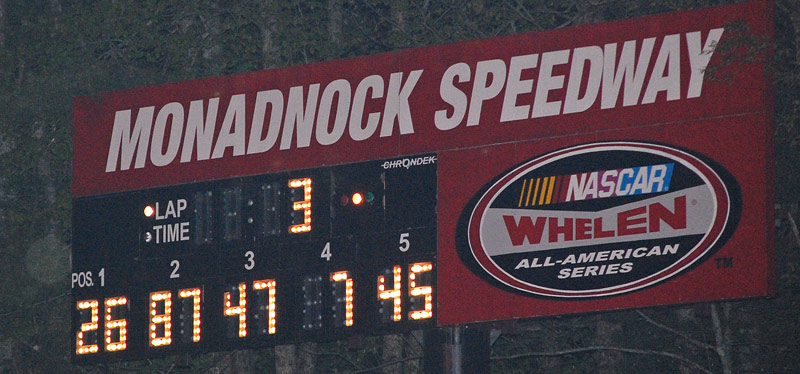 MONADNOCK SPEEDWAY
CHRONDEK
LAP 3
TIME
POS. 1 2 3 4 5
26 87 47 7 45
NASCAR
WHELEN
ALL-AMERICAN
SERIES
TM